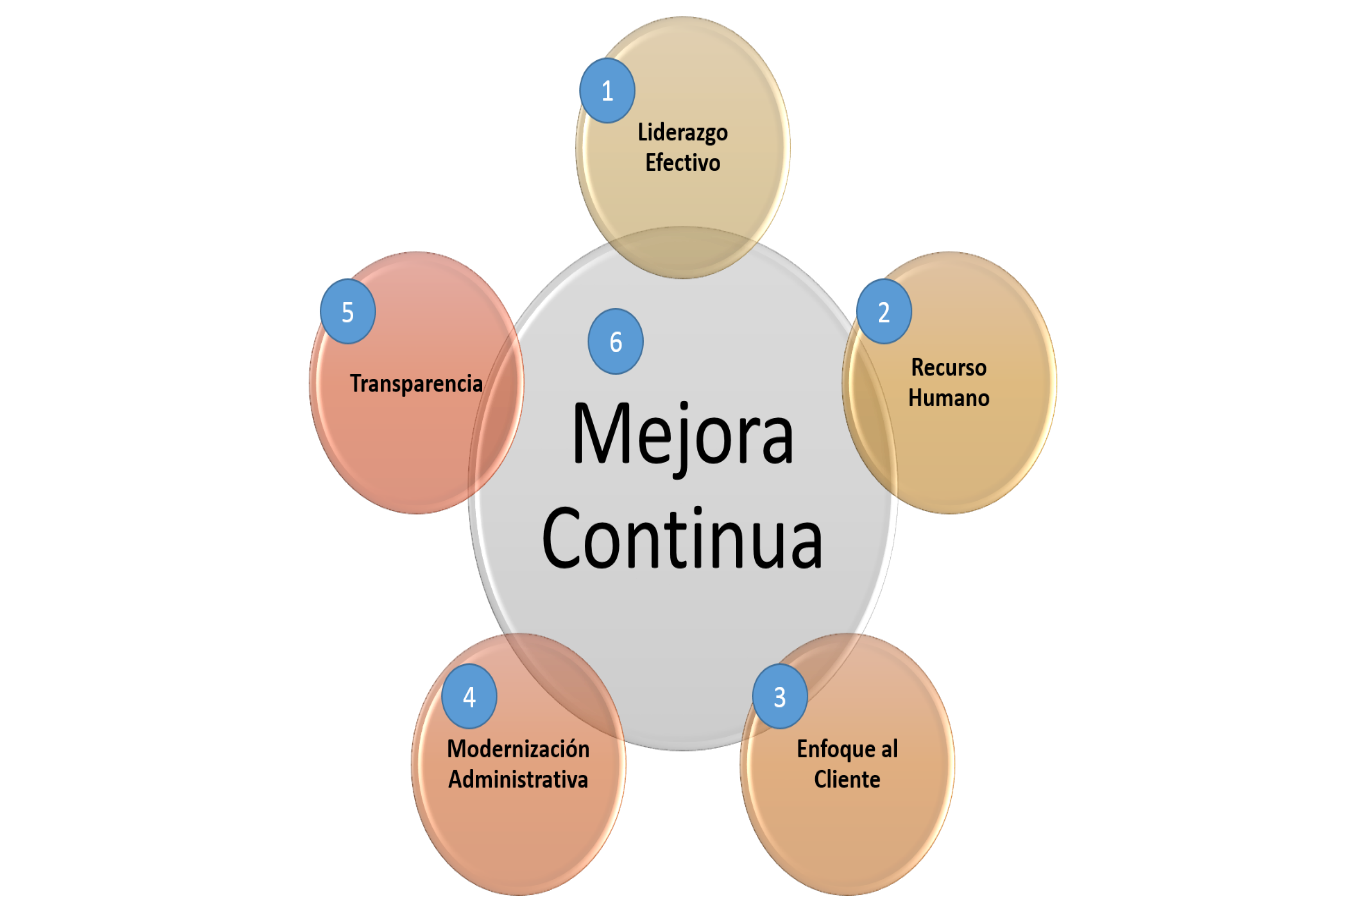 1
Liderazgo
Efectivo
2
Recurso
Humano
3
Enfoque al
Cliente
4
Modernización
Administrativa
5
Transparencia
6
Mejora
Continua